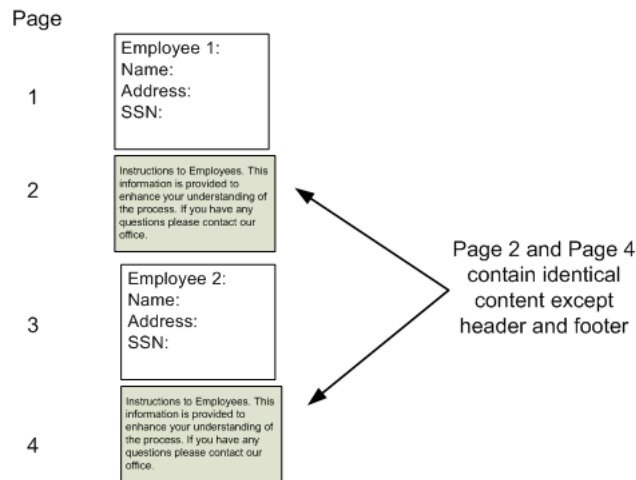 Page
1
Employee 1:
Name:
Address:
SSN:
2
Instructions to Employees. This
information is provided to
enhance your understanding of
the process. If you have any
questions please contact our
office.
Page 2 and Page 4
contain identical
content except
header and footer
3
Employee 2:
Name:
Address:
SSN:
4
Instructions to Employees. This
information is provided to
enhance your understanding of
the process. If you have any
questions please contact our
office.